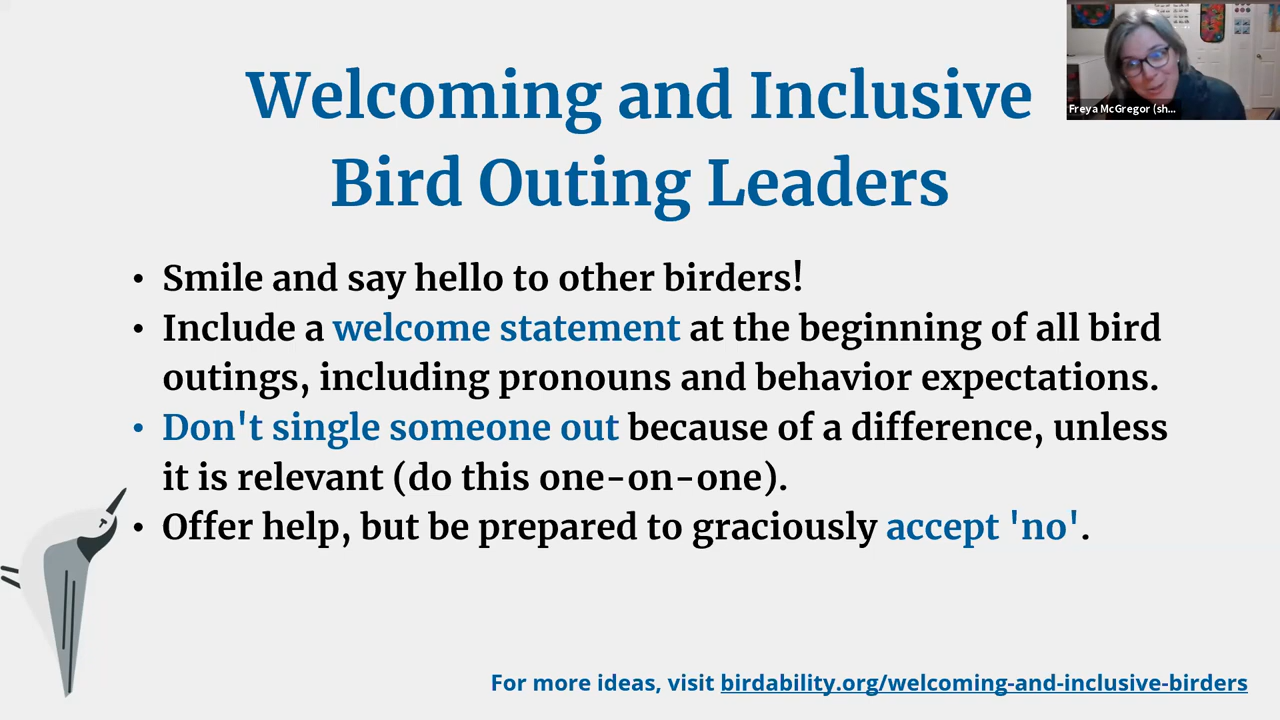 Welcoming and Inclusive
Bird Outing Leaders
Freya McGregor (sh...
• Smile and say hello to other birders!
• Include a welcome statement at the beginning of all bird
outings, including pronouns and behavior expectations.
• Don't single someone out because of a difference, unless
it is relevant (do this one-on-one).
• Offer help, but be prepared to graciously accept 'no'.
For more ideas, visit birdability.org/welcoming-and-inclusive-birders